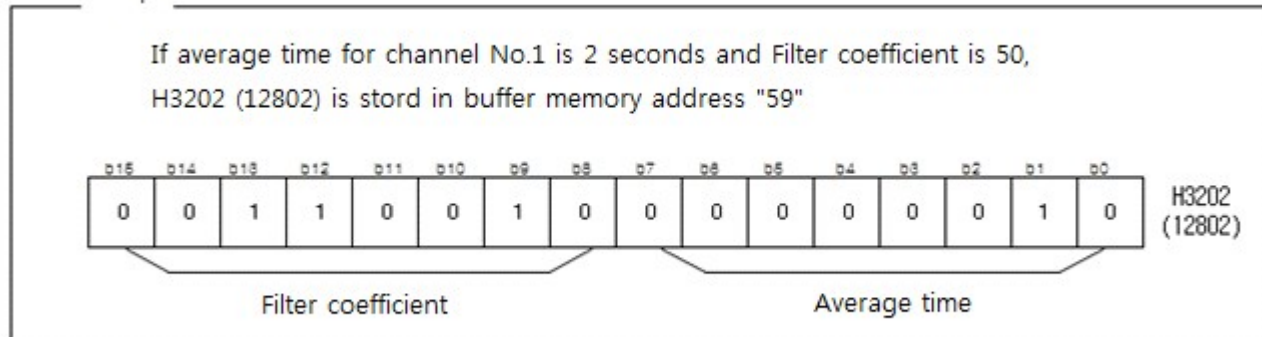 If average time for channel No.1 is 2 seconds and Filter coefficient is 50,
H3202 (12802) is stord in buffer memory address "59"
b15 b14 b13 b12 b11 b10 b9 b8 b7 b6 b5 b4 b3 b2 b1 b0
0 0 1 1 0 0 1 0 0 0 0 0 0 0 1 0
H3202
(12802)
Filter coefficient Average time